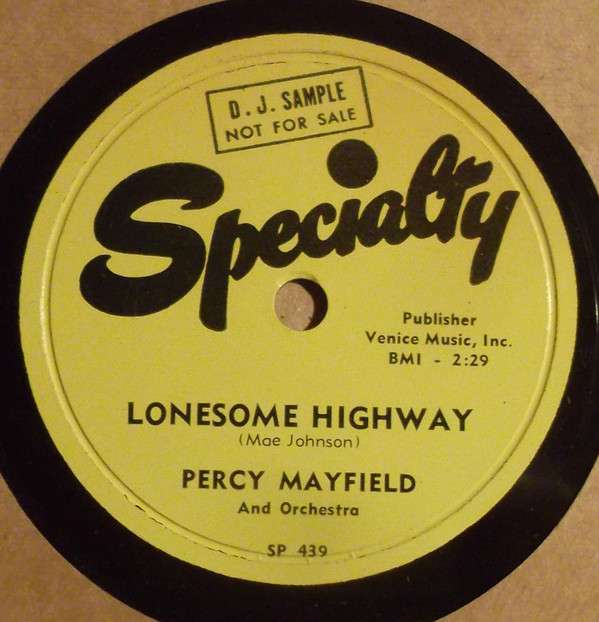 D. J. SAMPLE
NOT FOR SALE
Specialty
Publisher
Venice Music, Inc.
BMI - 2:29
LONESOME HIGHWAY
(Mae Johnson)
PERCY MAYFIELD
And Orchestra
SP 439